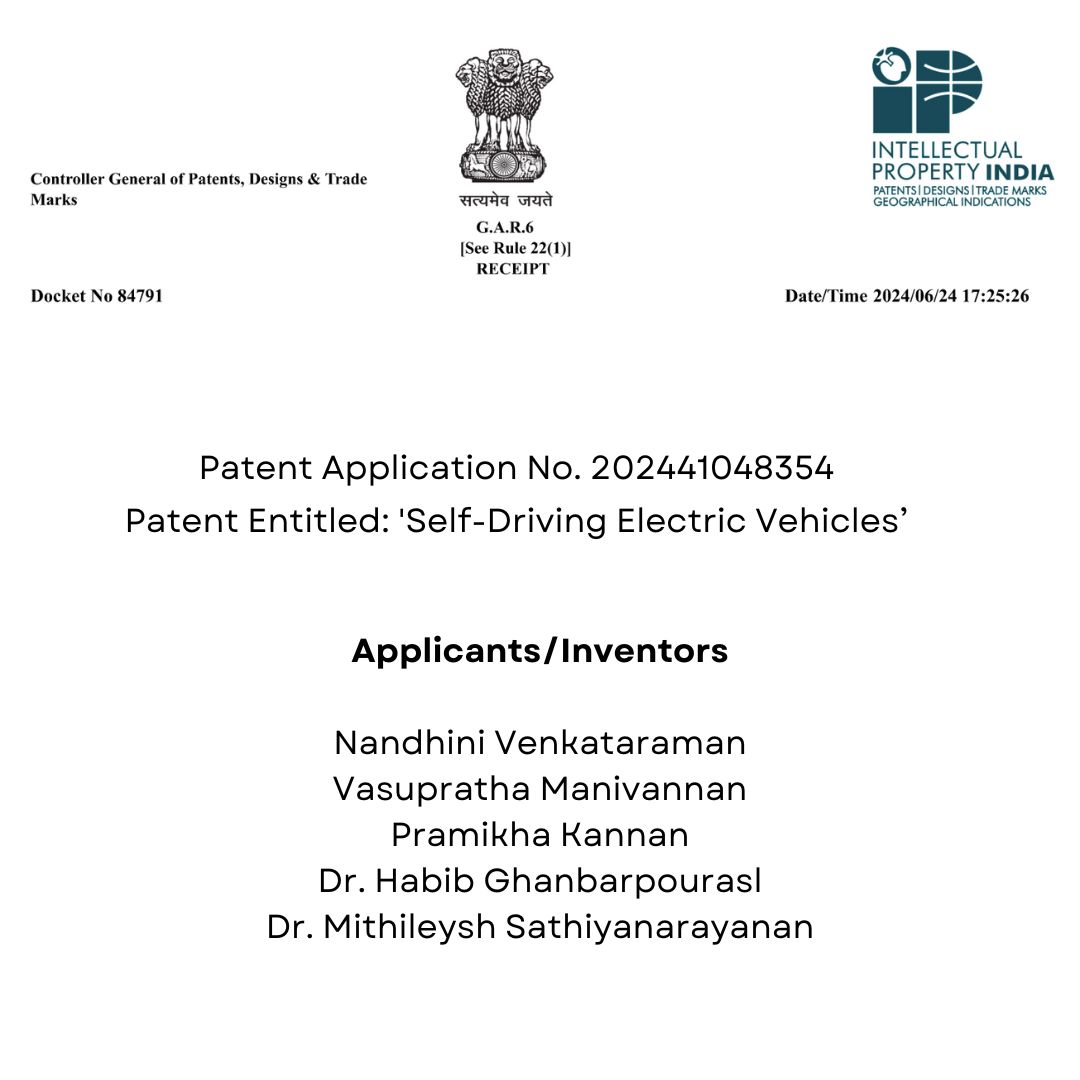 Controller General of Patents, Designs & Trade
Marks
सत्यमेव जयते
G.A.R.6
[See Rule 22(1)]
RECEIPT
INTELLECTUAL
PROPERTY INDIA
PATENTS | DESIGNS | TRADE MARKS
GEOGRAPHICAL INDICATIONS
Docket No 84791
Date/Time 2024/06/24 17:25:26
Patent Application No. 202441048354
Patent Entitled: 'Self-Driving Electric Vehicles’
Applicants/Inventors
Nandhini Venkataraman
Vasupratha Manivannan
Pramikha Kannan
Dr. Habib Ghanbarpourasl
Dr. Mithileysh Sathiyanarayanan